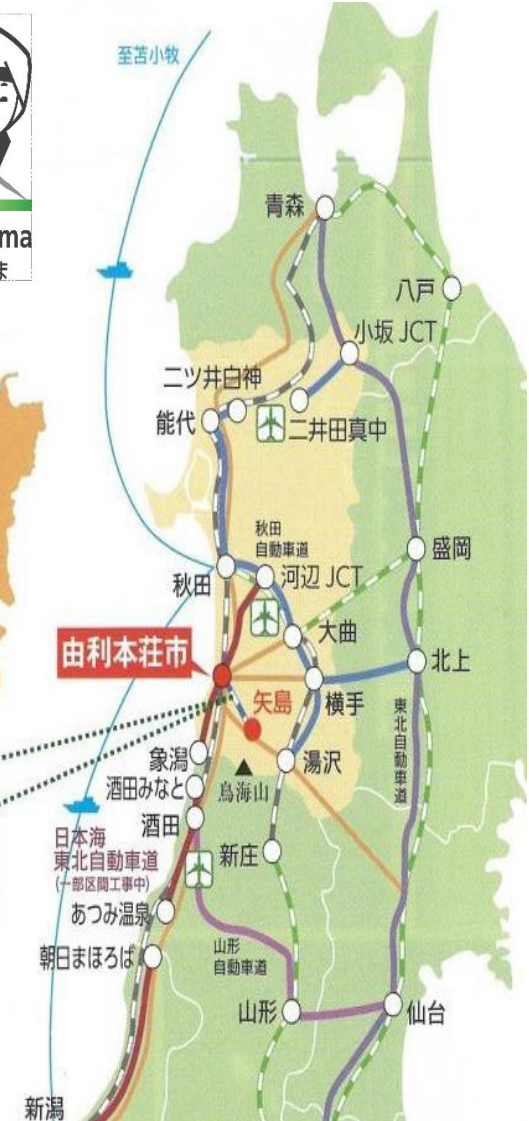 至苫小牧
ma
ま
青森
八戸
小坂 JCT
二ツ井白神
能代
二井田真中
秋田
自動車道
盛岡
秋田
河辺 JCT
大曲
由利本荘市
北上
矢島
横手
東北自動車道
象潟
湯沢
酒田みなと
鳥海山
酒田
日本海
東北自動車道
(一部区間工事中)
新庄
あつみ温泉
朝日まほろば
山形
自動車道
山形
仙台
新潟